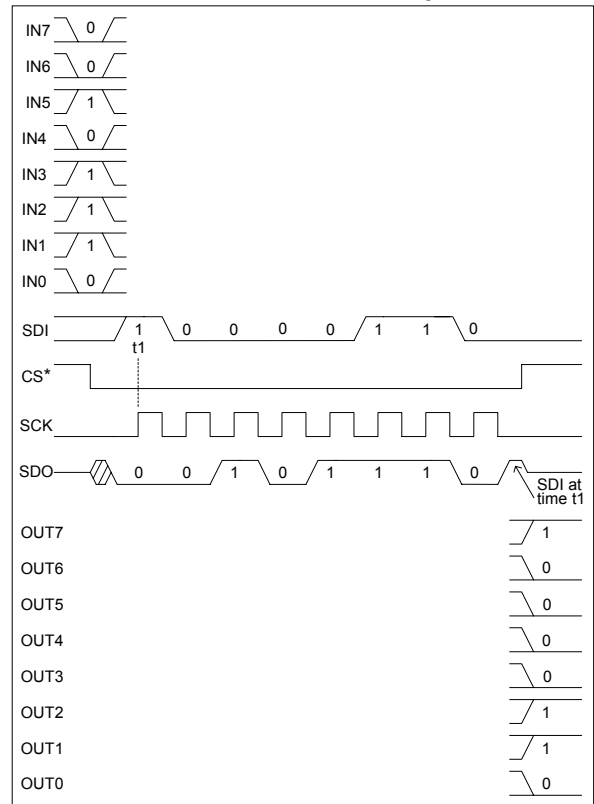 IN7 0
IN6 0
IN5 1
IN4 0
IN3 1
IN2 1
IN1 1
IN0 0
SDI 1 0 0 0 0 1 1 0
t1
CS*
SCK
SDO 0 0 1 0 1 1 1 0
SDI at
time t1
OUT7 1
OUT6 0
OUT5 0
OUT4 0
OUT3 0
OUT2 1
OUT1 1
OUT0 0